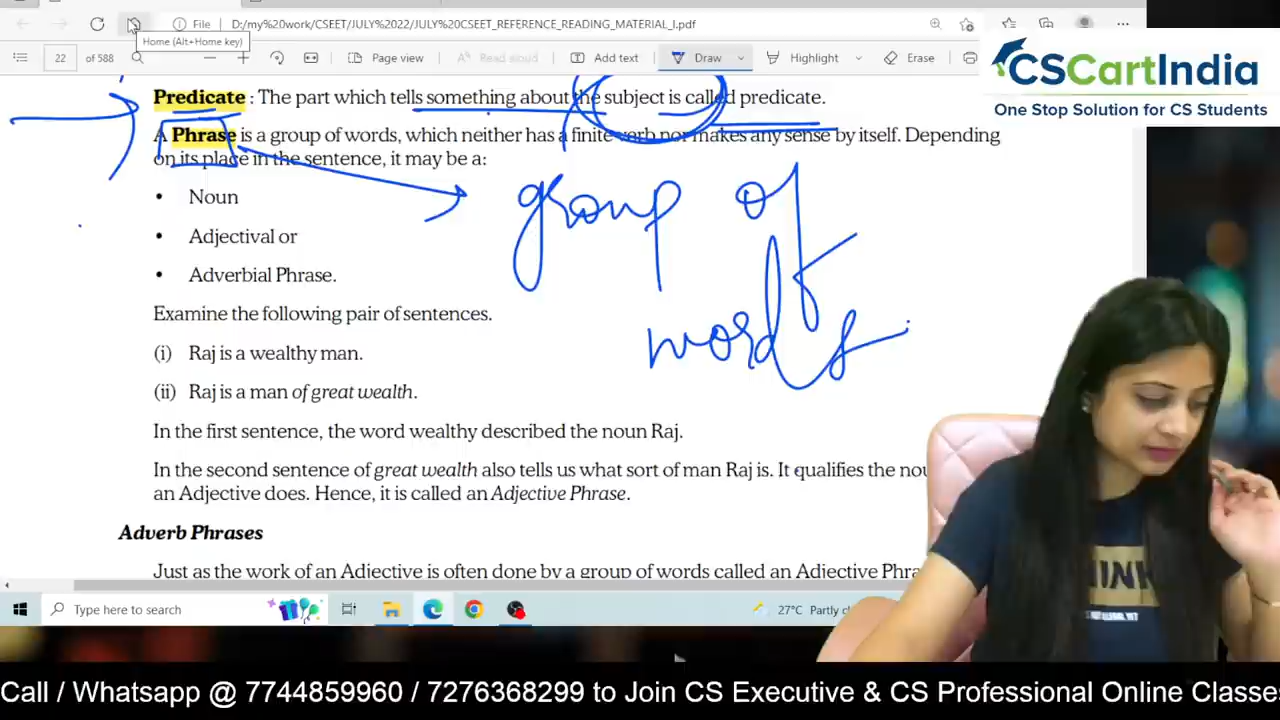 File
D:/my%20work/CSEET/JULY%2022/JULY%20CSEET_REFERENCE_READING_MATERIAL_I.pdf
Home (Alt+Home key)
22 of 588
Page view
Read aloud
Add text
Draw
Highlight
Erase
CSCartIndia
One Stop Solution for CS Students
Predicate : The part which tells something about the subject is called predicate.
A Phrase is a group of words, which neither has a finite verb nor makes any sense by itself. Depending
on its place in the sentence, it may be a:
• Noun
group of
• Adjectival or
• Adverbial Phrase.
Examine the following pair of sentences.
words
(i) Raj is a wealthy man.
(ii) Raj is a man of great wealth.
In the first sentence, the word wealthy described the noun Raj.
In the second sentence of great wealth also tells us what sort of man Raj is. It qualifies the
an Adjective does. Hence, it is called an Adjective Phrase.
Adverb Phrases
Just as the work of an Adjective is often done by a group of words called an Adjective
Type here to search
27°C Partly
Call / Whatsapp @ 7744859960 / 7276368299 to Join CS Executive & CS Professional Online Classes